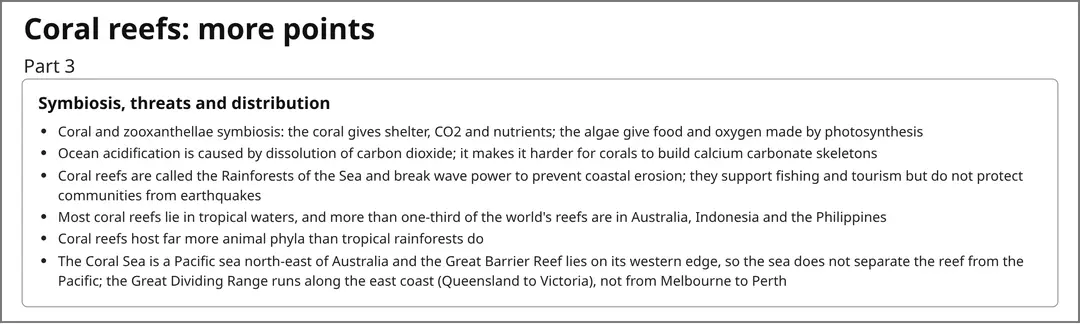 Coral reefs: more points
Part 3
Symbiosis, threats and distribution
• Coral and zooxanthellae symbiosis: the coral gives shelter, CO2 and nutrients; the algae give food and oxygen made by photosynthesis
• Ocean acidification is caused by dissolution of carbon dioxide; it makes it harder for corals to build calcium carbonate skeletons
• Coral reefs are called the Rainforests of the Sea and break wave power to prevent coastal erosion; they support fishing and tourism but do not protect
communities from earthquakes
• Most coral reefs lie in tropical waters, and more than one-third of the world's reefs are in Australia, Indonesia and the Philippines
• Coral reefs host far more animal phyla than tropical rainforests do
• The Coral Sea is a Pacific sea north-east of Australia and the Great Barrier Reef lies on its western edge, so the sea does not separate the reef from the
Pacific; the Great Dividing Range runs along the east coast (Queensland to Victoria), not from Melbourne to Perth